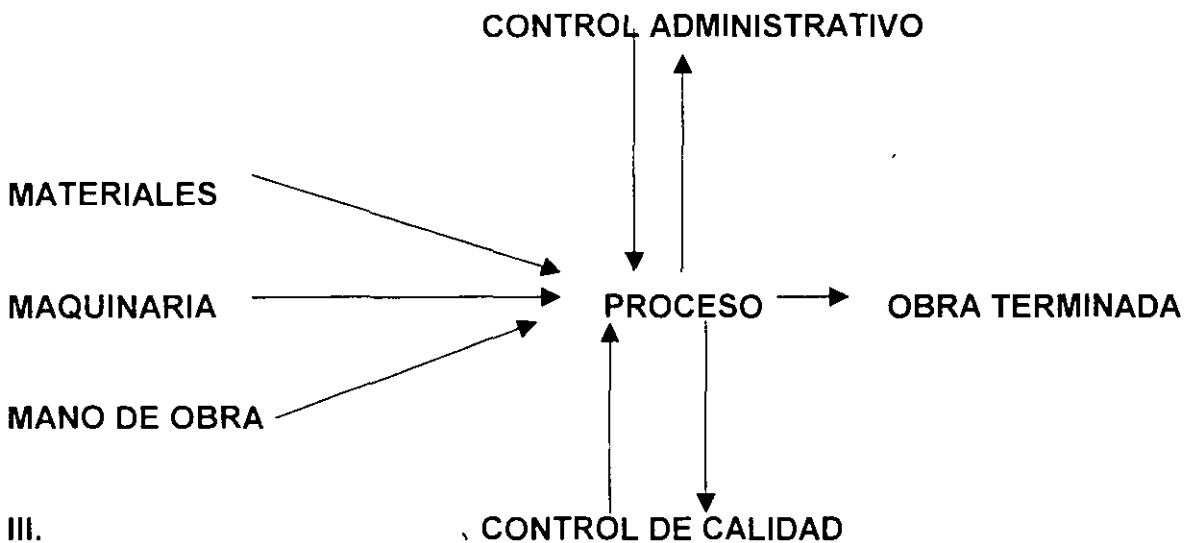 CONTROL ADMINISTRATIVO
MATERIALES
MAQUINARIA
PROCESO
OBRA TERMINADA
MANO DE OBRA
III.
CONTROL DE CALIDAD